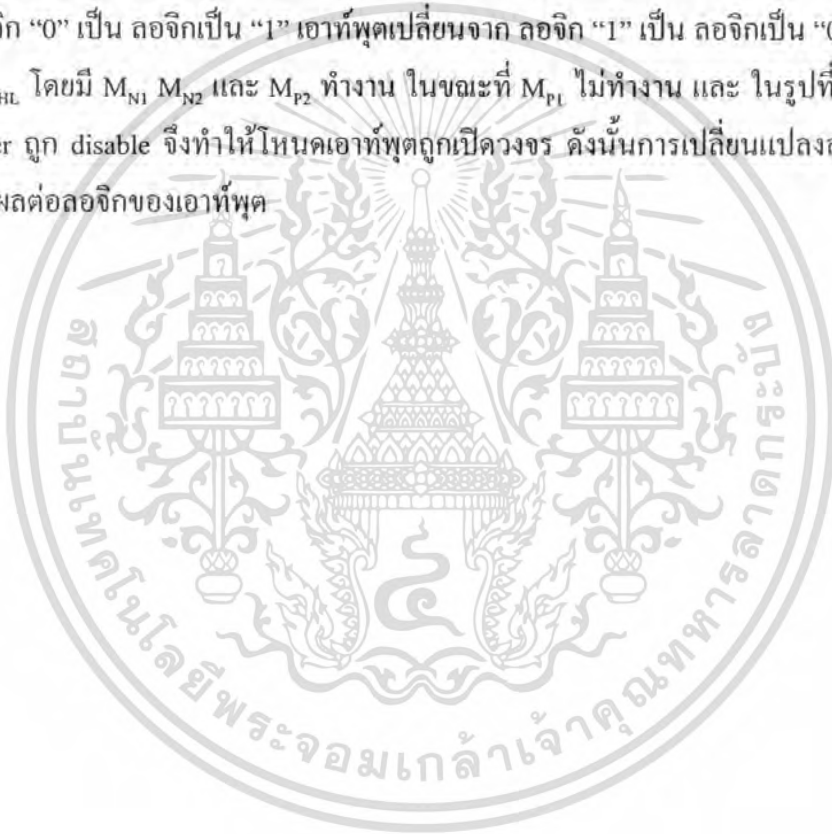 จิก “0” เป็น ลอจิกเป็น “1” เอาท์พุตเปลี่ยนจาก ลอจิก “1” เป็น ลอจิกเป็น “0
HL โดยมี M_N1 M_N2 และ M_P2 ทำงาน ในขณะที่ M_P1 ไม่ทำงาน และ ในรูปที่
er ถูก disable จึงทำให้โหนดเอาท์พุตถูกเปิดวงจร ดังนั้นการเปลี่ยนแปลง
ผลต่อลอจิกของเอาท์พุต
สถาบันเทคโนโลยีพระจอมเกล้าเจ้าคุณทหารลาดกระบัง